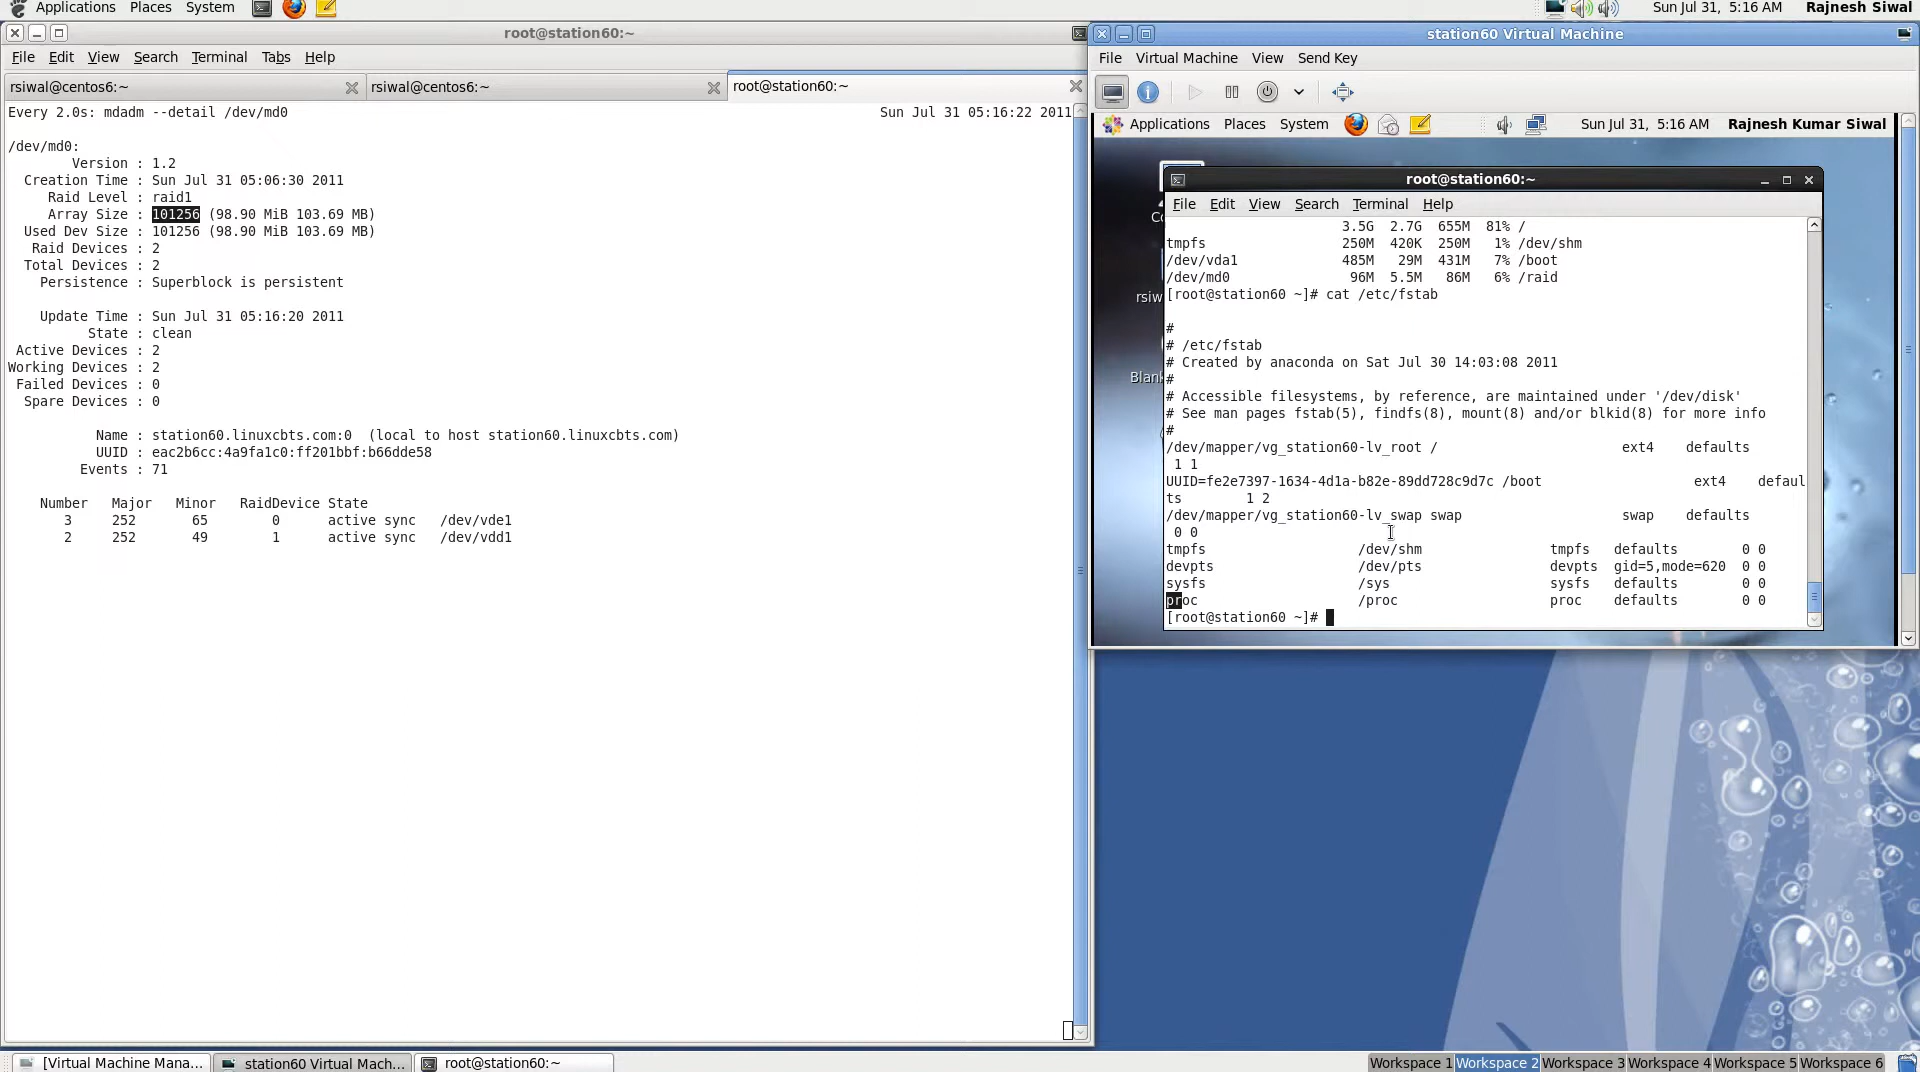 Applications Places System
Sun Jul 31, 5:16 AM Rajnesh Siwal
root@station60:~
File Edit View Search Terminal Tabs Help
rsiwal@centos6:~
rsiwal@centos6:~
root@station60:~
Every 2.0s: mdadm --detail /dev/md0 Sun Jul 31 05:16:22 2011
/dev/md0:
Version : 1.2
Creation Time : Sun Jul 31 05:06:30 2011
Raid Level : raid1
Array Size : 101256 (98.90 MiB 103.69 MB)
Used Dev Size : 101256 (98.90 MiB 103.69 MB)
Raid Devices : 2
Total Devices : 2
Persistence : Superblock is persistent
Update Time : Sun Jul 31 05:16:20 2011
State : clean
Active Devices : 2
Working Devices : 2
Failed Devices : 0
Spare Devices : 0
Name : station60.linuxcbts.com:0 (local to host station60.linuxcbts.com)
UUID : eac2b6cc:4a9fa1c0:ff201bbf:b66dde58
Events : 71
Number Major Minor RaidDevice State
3 252 65 0 active sync /dev/vde1
2 252 49 1 active sync /dev/vdd1
station60 Virtual Machine
File Virtual Machine View Send Key
Applications Places System
Sun Jul 31, 5:16 AM Rajnesh Kumar Siwal
Co
rsiw
Blank
root@station60:~
File Edit View Search Terminal Help
3.5G 2.7G 655M 81% /
tmpfs 250M 420K 250M 1% /dev/shm
/dev/vda1 485M 29M 431M 7% /boot
/dev/md0 96M 5.5M 86M 6% /raid
[root@station60 ~]# cat /etc/fstab
#
# /etc/fstab
# Created by anaconda on Sat Jul 30 14:03:08 2011
#
# Accessible filesystems, by reference, are maintained under '/dev/disk'
# See man pages fstab(5), findfs(8), mount(8) and/or blkid(8) for more info
#
/dev/mapper/vg_station60-lv_root / ext4 defaults
1 1
UUID=fe2e7397-1634-4d1a-b82e-89dd728c9d7c /boot ext4 defaul
ts 1 2
/dev/mapper/vg_station60-lv_swap swap swap defaults
0 0
tmpfs /dev/shm tmpfs defaults 0 0
devpts /dev/pts devpts gid=5,mode=620 0 0
sysfs /sys sysfs defaults 0 0
proc /proc proc defaults 0 0
[root@station60 ~]#
[Virtual Machine Mana...
station60 Virtual Mach...
root@station60:~
Workspace 1 Workspace 2 Workspace 3 Workspace 4 Workspace 5 Workspace 6